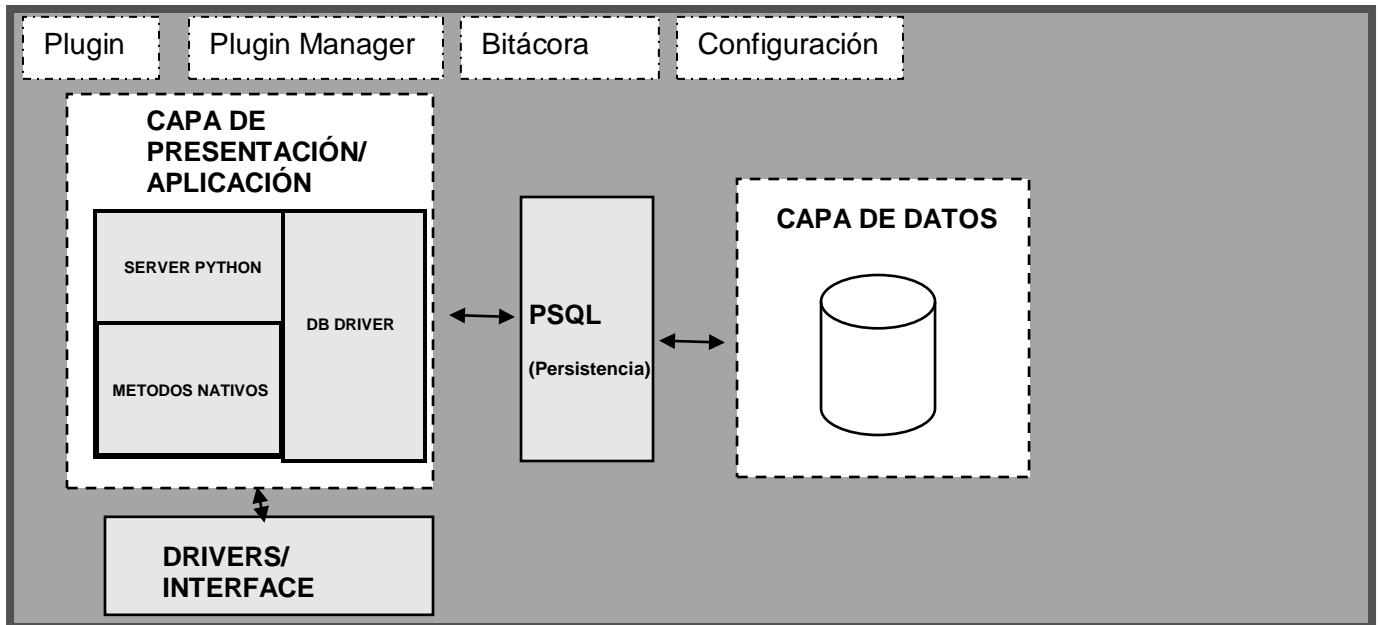 Plugin
Plugin Manager
Bitácora
Configuración
CAPA DE
PRESENTACIÓN/
APLICACIÓN
SERVER PYTHON
METODOS NATIVOS
DB DRIVER
PSQL
(Persistencia)
CAPA DE DATOS
DRIVERS/
INTERFACE